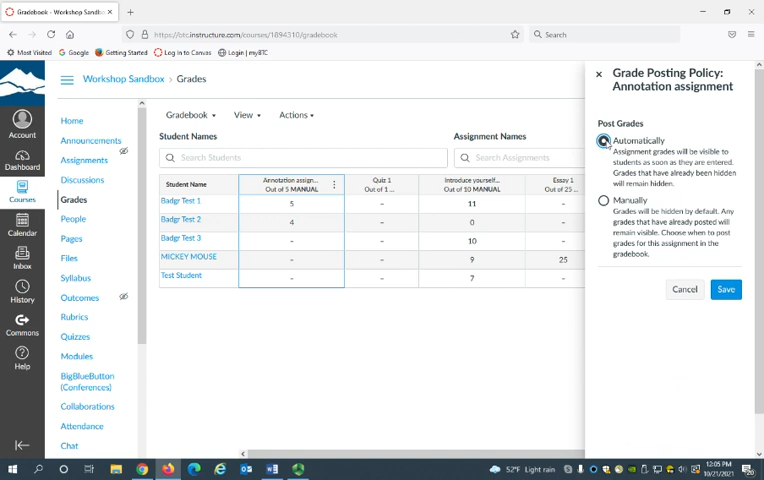 Gradebook - Workshop Sandbox
https://btc.instructure.com/courses/1894310/gradebook
Search
Most Visited
Google
Getting Started
Log In to Canvas
Login | myBTC
Account
Dashboard
Courses
Calendar
Inbox
History
Commons
Help
Workshop Sandbox > Grades
Home
Announcements
Assignments
Discussions
Grades
People
Pages
Files
Syllabus
Outcomes
Rubrics
Quizzes
Modules
BigBlueButton
(Conferences)
Collaborations
Attendance
Chat
Gradebook View Actions
Student Names Assignment Names
Search Students Search Assignments
Student Name Annotation assign... Quiz 1 Introduce yourself... Essay 1
Out of 5 MANUAL Out of 1 ... Out of 10 MANUAL Out of 25 ...
Badgr Test 1 5 – 11 –
Badgr Test 2 4 – 0 –
Badgr Test 3 – – 10 –
MICKEY MOUSE – – 9 25
Test Student – – 7 –
Grade Posting Policy:
Annotation assignment
Post Grades
Automatically
Assignment grades will be visible to
students as soon as they are entered.
Grades that have already been hidden
will remain hidden.
Manually
Grades will be hidden by default. Any
grades that have already posted will
remain visible. Choose when to post
grades for this assignment in the
gradebook.
Cancel Save
52°F Light rain
12:05 PM
10/21/2021